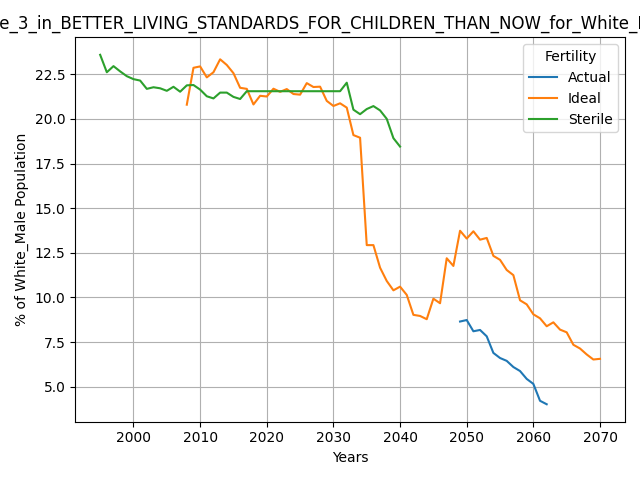 e_3_in_BETTER_LIVING_STANDARDS_FOR_CHILDREN_THAN_NOW_for_White_
Fertility
Actual
Ideal
Sterile
% of White_Male Population
22.5
20.0
17.5
15.0
12.5
10.0
7.5
5.0
2000 2010 2020 2030 2040 2050 2060 2070
Years